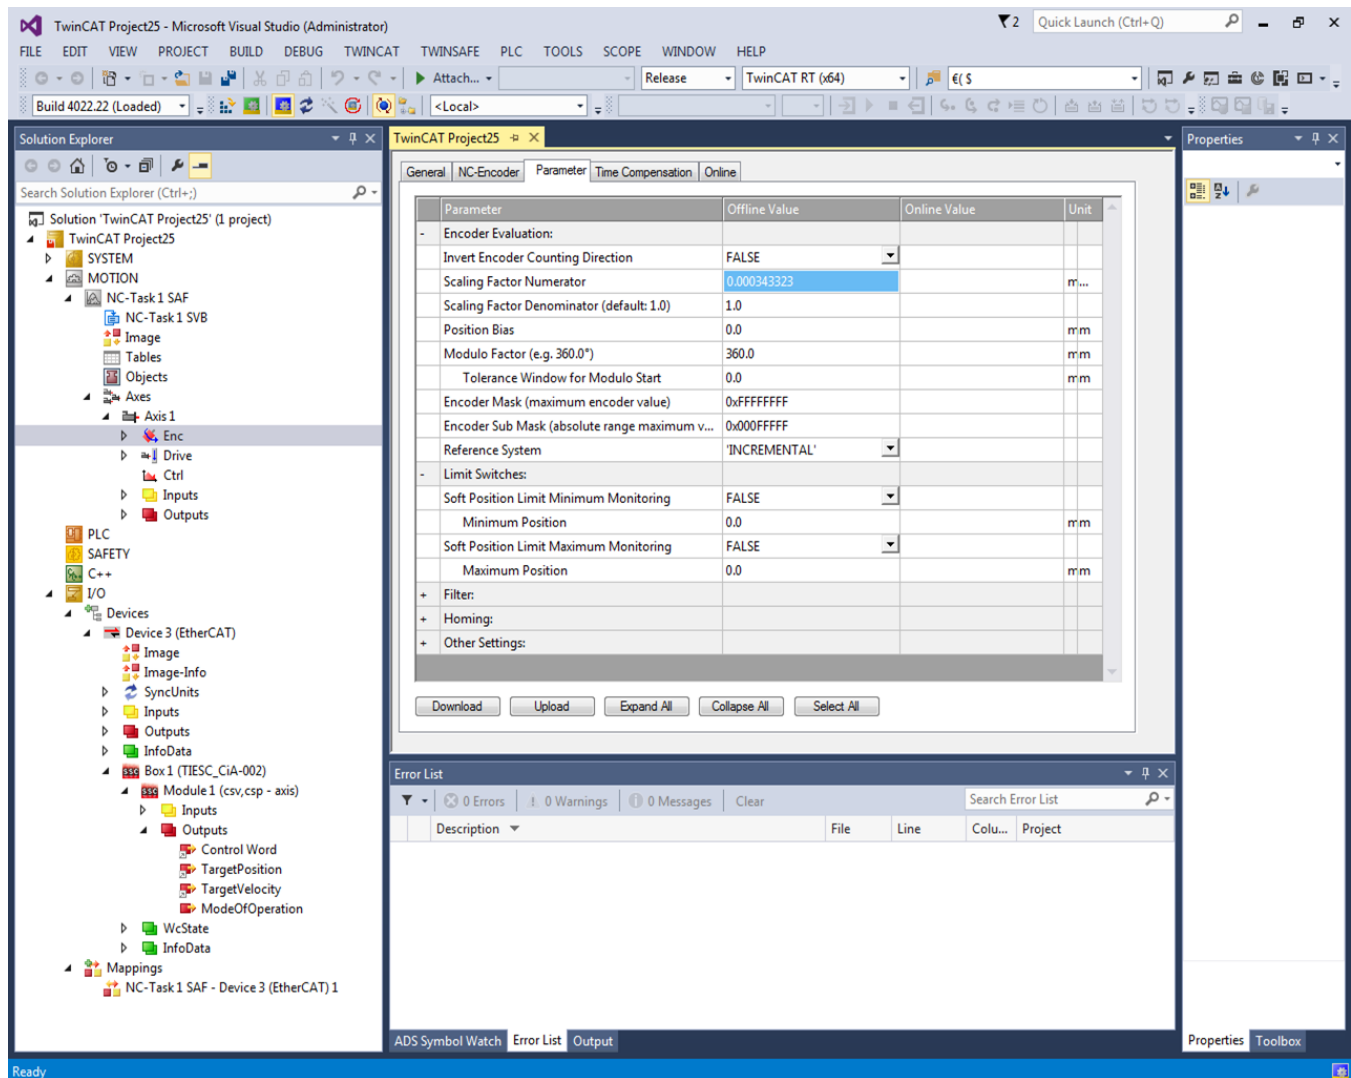 TwinCAT Project25 - Microsoft Visual Studio (Administrator)
2
Quick Launch (Ctrl+Q)
FILE EDIT VIEW PROJECT BUILD DEBUG TWINCAT TWINSAFE PLC TOOLS SCOPE WINDOW HELP
Attach... Release TwinCAT RT (x64) €( $
Build 4022.22 (Loaded) <Local>
Solution Explorer
Search Solution Explorer (Ctrl+;)
Solution 'TwinCAT Project25' (1 project)
TwinCAT Project25
SYSTEM
MOTION
NC-Task 1 SAF
NC-Task 1 SVB
Image
Tables
Objects
Axes
Axis 1
Enc
Drive
Ctrl
Inputs
Outputs
PLC
SAFETY
C++
I/O
Devices
Device 3 (EtherCAT)
Image
Image-Info
SyncUnits
Inputs
Outputs
InfoData
Box 1 (TIESC_CiA-002)
Module 1 (csv,csp - axis)
Inputs
Outputs
Control Word
TargetPosition
TargetVelocity
ModeOfOperation
WcState
InfoData
Mappings
NC-Task 1 SAF - Device 3 (EtherCAT) 1
TwinCAT Project25
General NC-Encoder Parameter Time Compensation Online
Parameter Offline Value Online Value Unit
- Encoder Evaluation:
Invert Encoder Counting Direction FALSE
Scaling Factor Numerator 0.000343323 m...
Scaling Factor Denominator (default: 1.0) 1.0
Position Bias 0.0 mm
Modulo Factor (e.g. 360.0°) 360.0 mm
Tolerance Window for Modulo Start 0.0 mm
Encoder Mask (maximum encoder value) 0xFFFFFFFF
Encoder Sub Mask (absolute range maximum v... 0x000FFFFF
Reference System 'INCREMENTAL'
- Limit Switches:
Soft Position Limit Minimum Monitoring FALSE
Minimum Position 0.0 mm
Soft Position Limit Maximum Monitoring FALSE
Maximum Position 0.0 mm
+ Filter:
+ Homing:
+ Other Settings:
Download Upload Expand All Collapse All Select All
Error List
0 Errors 0 Warnings 0 Messages Clear Search Error List
Description File Line Colu... Project
ADS Symbol Watch Error List Output
Properties
Properties Toolbox
Ready